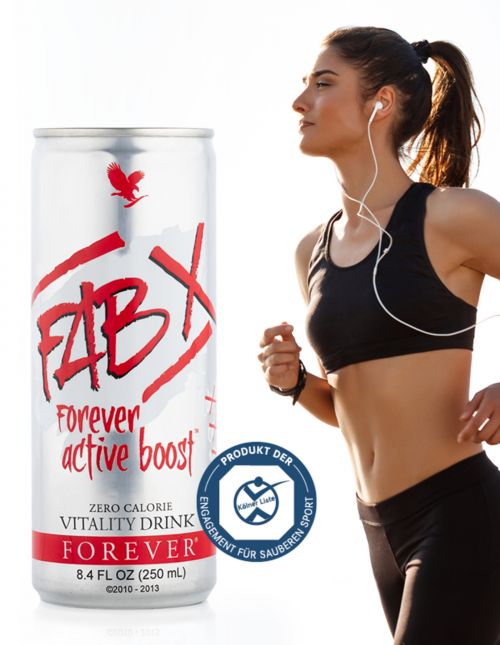 FAB X
Forever
active boost™
ZERO CALORIE
VITALITY DRINK
FOREVER®
8.4 FL OZ (250 mL)
©2010 - 2013
PRODUKT DER
Kölner Liste
ENGAGEMENT FÜR SAUBEREN SPORT